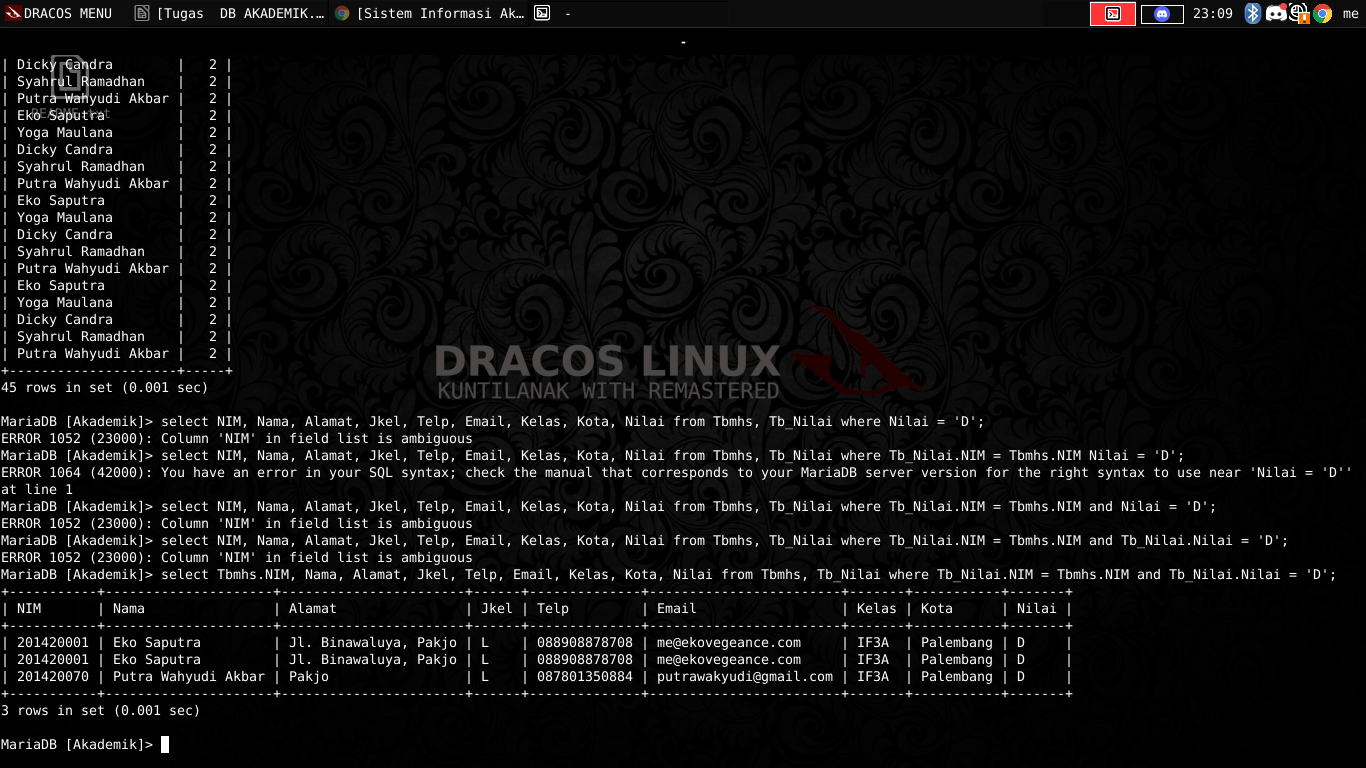 DRACOS MENU [Tugas DB AKADEMIK.... [Sistem Informasi Ak... - 23:09 me
-
| Dicky Candra | 2 |
| Syahrul Ramadhan | 2 |
| Putra Wahyudi Akbar | 2 |
README.txt
| Eko Saputra | 2 |
| Yoga Maulana | 2 |
| Dicky Candra | 2 |
| Syahrul Ramadhan | 2 |
| Putra Wahyudi Akbar | 2 |
| Eko Saputra | 2 |
| Yoga Maulana | 2 |
| Dicky Candra | 2 |
| Syahrul Ramadhan | 2 |
| Putra Wahyudi Akbar | 2 |
| Eko Saputra | 2 |
| Yoga Maulana | 2 |
| Dicky Candra | 2 |
| Syahrul Ramadhan | 2 |
| Putra Wahyudi Akbar | 2 |
+---------------------+-----+
DRACOS LINUX
KUNTILANAK WITH REMASTERED
45 rows in set (0.001 sec)
MariaDB [Akademik]> select NIM, Nama, Alamat, Jkel, Telp, Email, Kelas, Kota, Nilai from Tbmhs, Tb_Nilai where Nilai = 'D';
ERROR 1052 (23000): Column 'NIM' in field list is ambiguous
MariaDB [Akademik]> select NIM, Nama, Alamat, Jkel, Telp, Email, Kelas, Kota, Nilai from Tbmhs, Tb_Nilai where Tb_Nilai.NIM = Tbmhs.NIM Nilai = 'D';
ERROR 1064 (42000): You have an error in your SQL syntax; check the manual that corresponds to your MariaDB server version for the right syntax to use near 'Nilai = 'D''
at line 1
MariaDB [Akademik]> select NIM, Nama, Alamat, Jkel, Telp, Email, Kelas, Kota, Nilai from Tbmhs, Tb_Nilai where Tb_Nilai.NIM = Tbmhs.NIM and Nilai = 'D';
ERROR 1052 (23000): Column 'NIM' in field list is ambiguous
MariaDB [Akademik]> select NIM, Nama, Alamat, Jkel, Telp, Email, Kelas, Kota, Nilai from Tbmhs, Tb_Nilai where Tb_Nilai.NIM = Tbmhs.NIM and Tb_Nilai.Nilai = 'D';
ERROR 1052 (23000): Column 'NIM' in field list is ambiguous
MariaDB [Akademik]> select Tbmhs.NIM, Nama, Alamat, Jkel, Telp, Email, Kelas, Kota, Nilai from Tbmhs, Tb_Nilai where Tb_Nilai.NIM = Tbmhs.NIM and Tb_Nilai.Nilai = 'D';
+-----------+---------------------+-----------------------+------+--------------+------------------------+-------+-----------+-------+
| NIM | Nama | Alamat | Jkel | Telp | Email | Kelas | Kota | Nilai |
+-----------+---------------------+-----------------------+------+--------------+------------------------+-------+-----------+-------+
| 201420001 | Eko Saputra | Jl. Binawaluya, Pakjo | L | 088908878708 | me@ekovegeance.com | IF3A | Palembang | D |
| 201420001 | Eko Saputra | Jl. Binawaluya, Pakjo | L | 088908878708 | me@ekovegeance.com | IF3A | Palembang | D |
| 201420070 | Putra Wahyudi Akbar | Pakjo | L | 087801350884 | putrawakyudi@gmail.com | IF3A | Palembang | D |
+-----------+---------------------+-----------------------+------+--------------+------------------------+-------+-----------+-------+
3 rows in set (0.001 sec)
MariaDB [Akademik]>